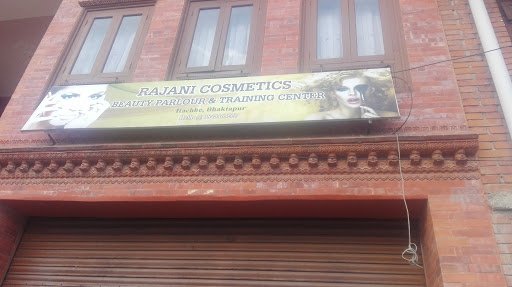 RAJANI COSMETICS
BEAUTY PARLOUR & TRAINING CENTER
Bhaktapur